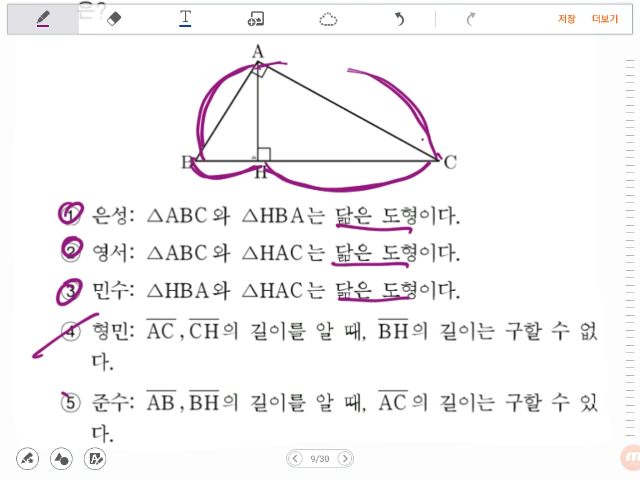 은?
저장 더보기
A
B
H
C
① 은성: △ABC와 △HBA는 닮은 도형이다.
② 영서: △ABC와 △HAC는 닮은 도형이다.
③ 민수: △HBA와 △HAC는 닮은 도형이다.
④ 형민: AC, CH의 길이를 알 때, BH의 길이는 구할 수 없
다.
⑤ 준수: AB, BH의 길이를 알 때, AC의 길이는 구할 수 있
다.
9/30